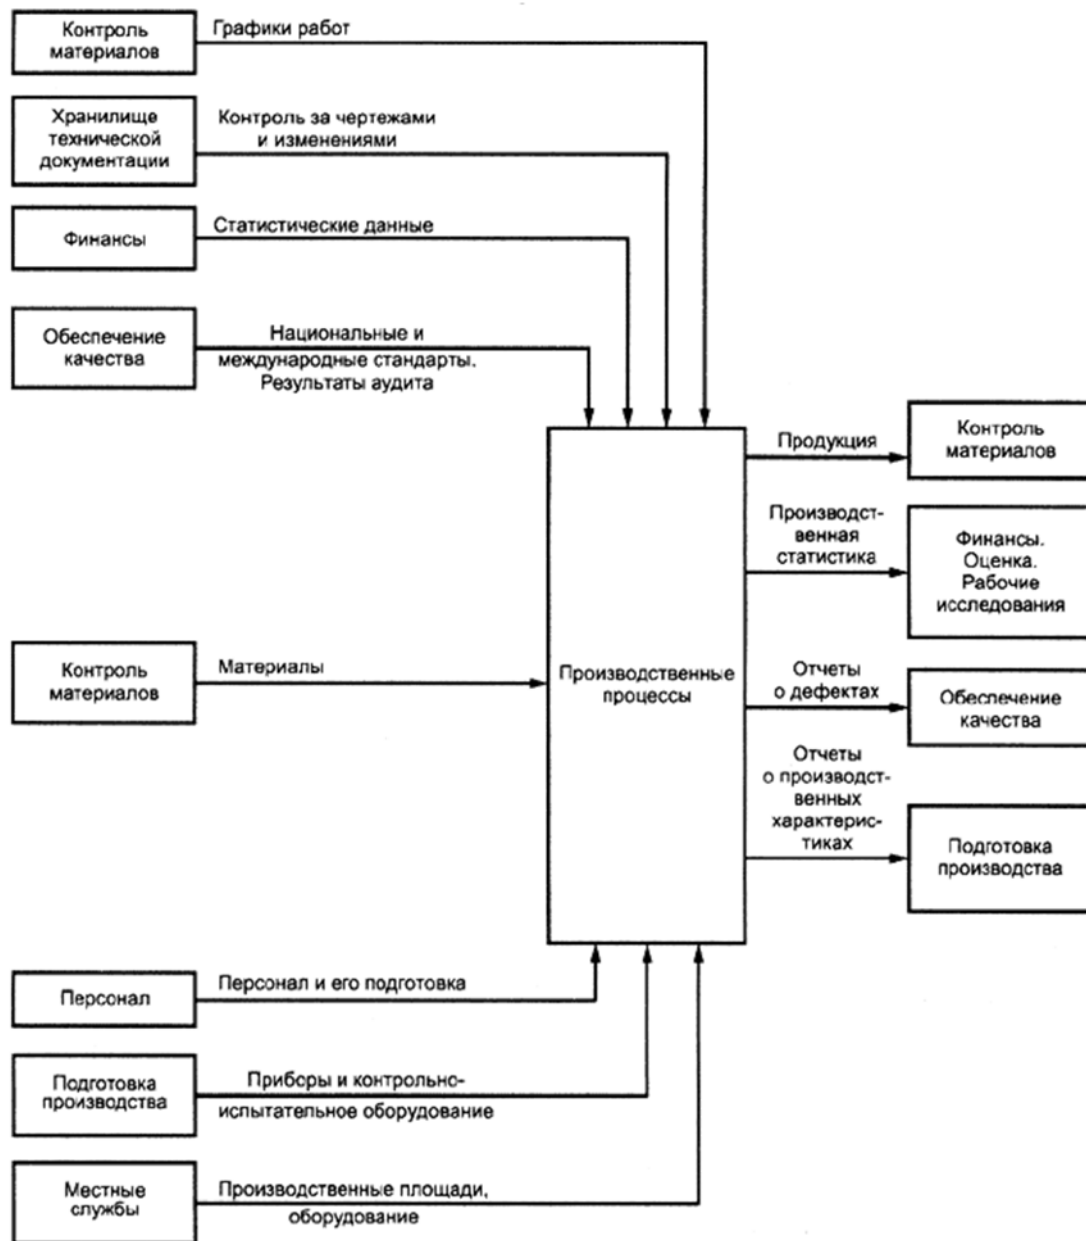 Контроль
материалов
Графики работ
Хранилище
технической
документации
Контроль за чертежами
и изменениями
Финансы
Статистические данные
Обеспечение
качества
Национальные и
международные стандарты.
Результаты аудита
Контроль
материалов
Материалы
Производственные
процессы
Продукция
Контроль
материалов
Производст-
венная
статистика
Финансы.
Оценка.
Рабочие
исследования
Отчеты
о дефектах
Обеспечение
качества
Отчеты
о производст-
венных
характерис-
тиках
Подготовка
производства
Персонал
Персонал и его подготовка
Подготовка
производства
Приборы и контрольно-
испытательное оборудование
Местные
службы
Производственные площади,
оборудование